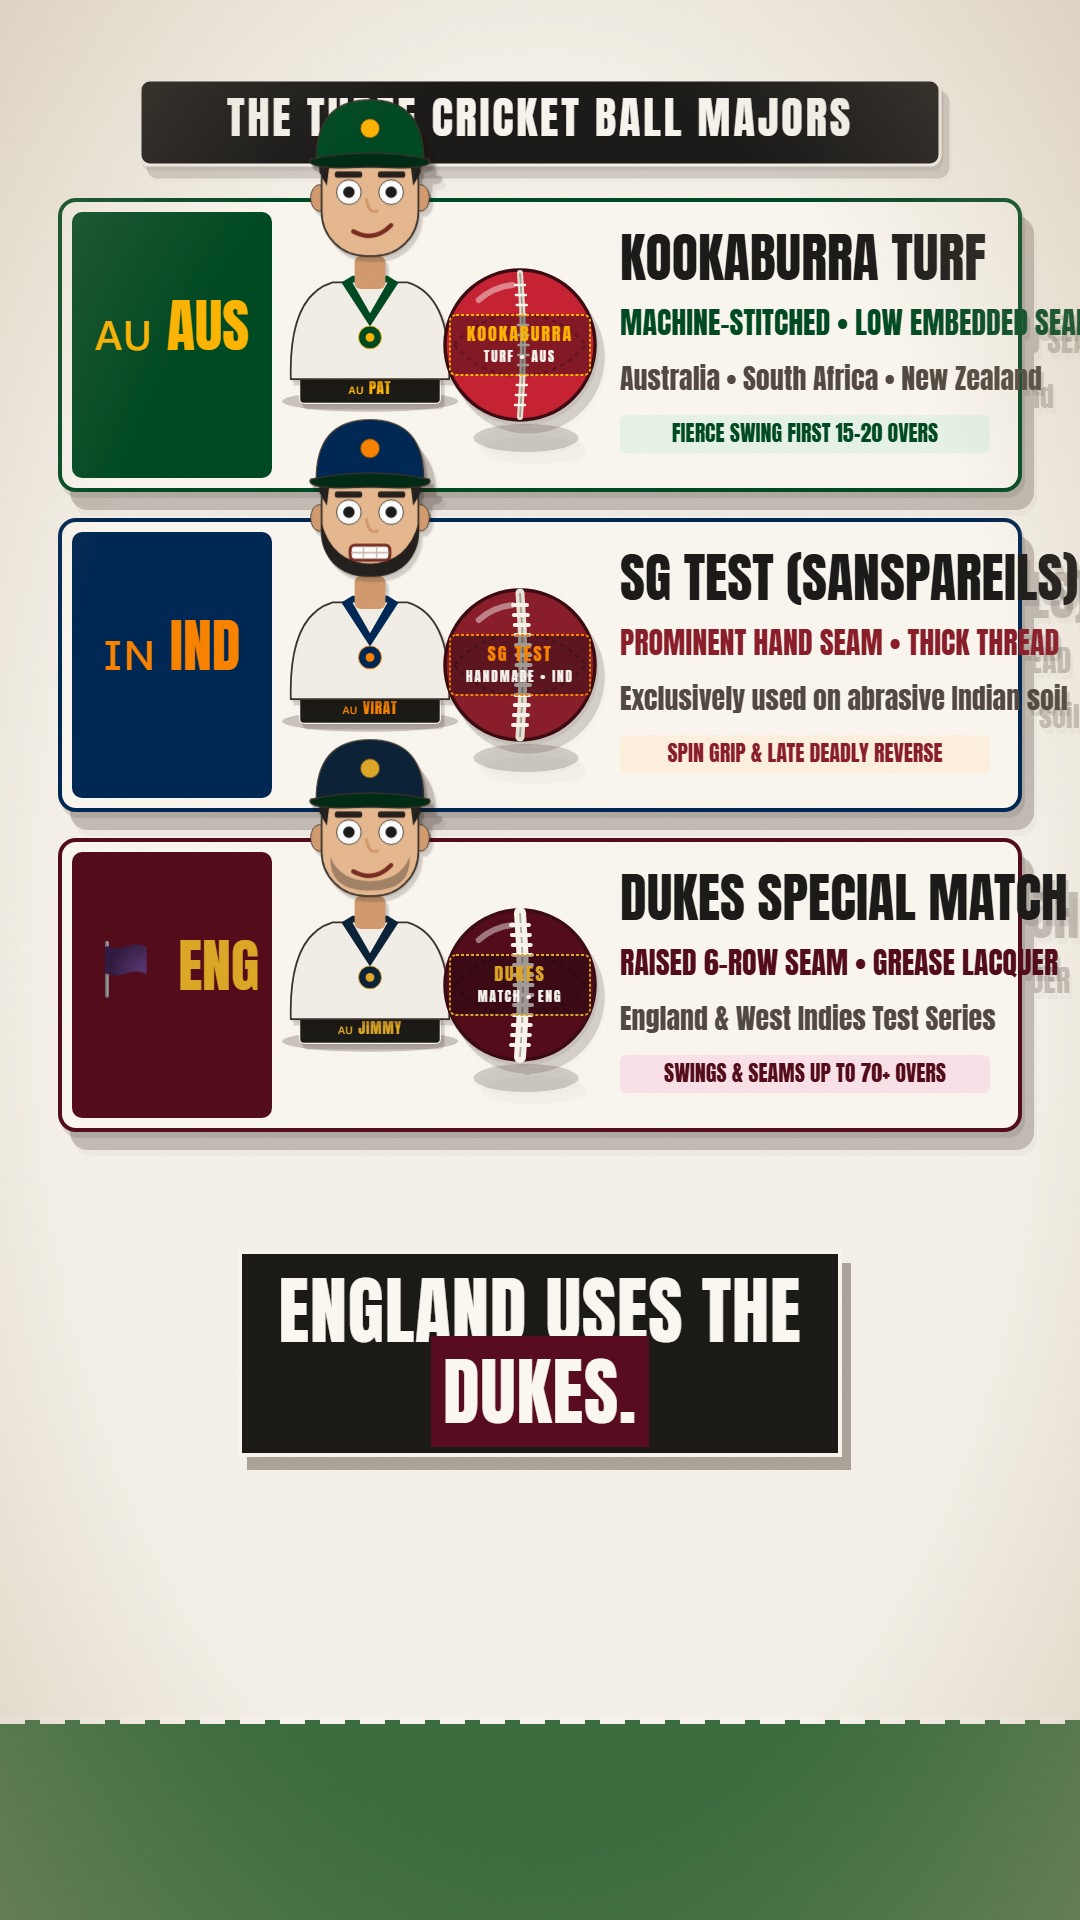 THE CRICKET BALL MAJORS
AU AUS
KOOKABURRA TURF
MACHINE-STITCHED • LOW EMBEDDED SEAM
Australia • South Africa • New Zealand
FIERCE SWING FIRST 15-20 OVERS
KOOKABURRA
TURF • AUS
AU PAT
IN IND
SG TEST (SANSPAREILS)
PROMINENT HAND SEAM • THICK THREAD
Exclusively used on abrasive Indian soil
SPIN GRIP & LATE DEADLY REVERSE
SG TEST
HANDMADE • IND
AU VIRAT
ENG
DUKES SPECIAL MATCH
RAISED 6-ROW SEAM • GREASE LACQUER
England & West Indies Test Series
SWINGS & SEAMS UP TO 70+ OVERS
DUKES
MATCH • ENG
AU JIMMY
ENGLAND USES THE
DUKES.